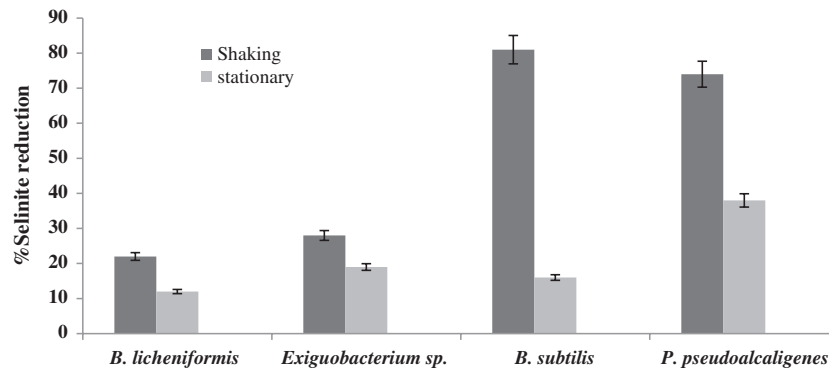 90
80
70
60
50
40
30
20
10
0
%Selinite reduction
Shaking
stationary
B. licheniformis
Exiguobacterium sp.
B. subtilis
P. pseudoalcaligenes